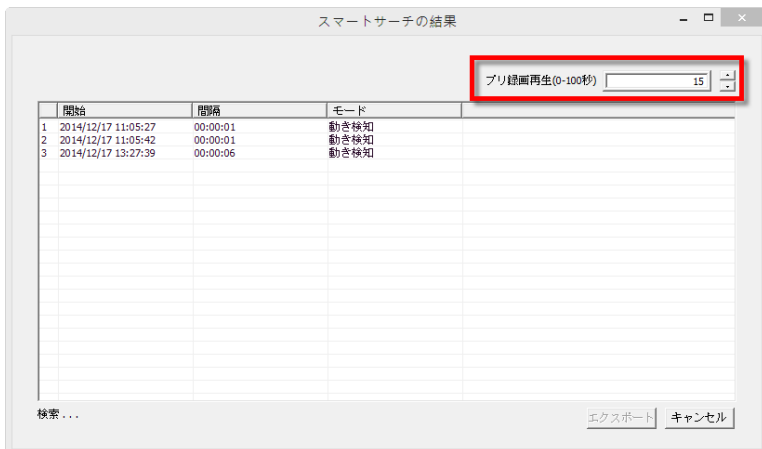 スマートサーチの結果
プリ録画再生(0-100秒) 15
開始 間隔 モード
1 2014/12/17 11:05:27 00:00:01 動き検知
2 2014/12/17 11:05:42 00:00:01 動き検知
3 2014/12/17 13:27:39 00:00:06 動き検知
検索 . . . エクスポート キャンセル